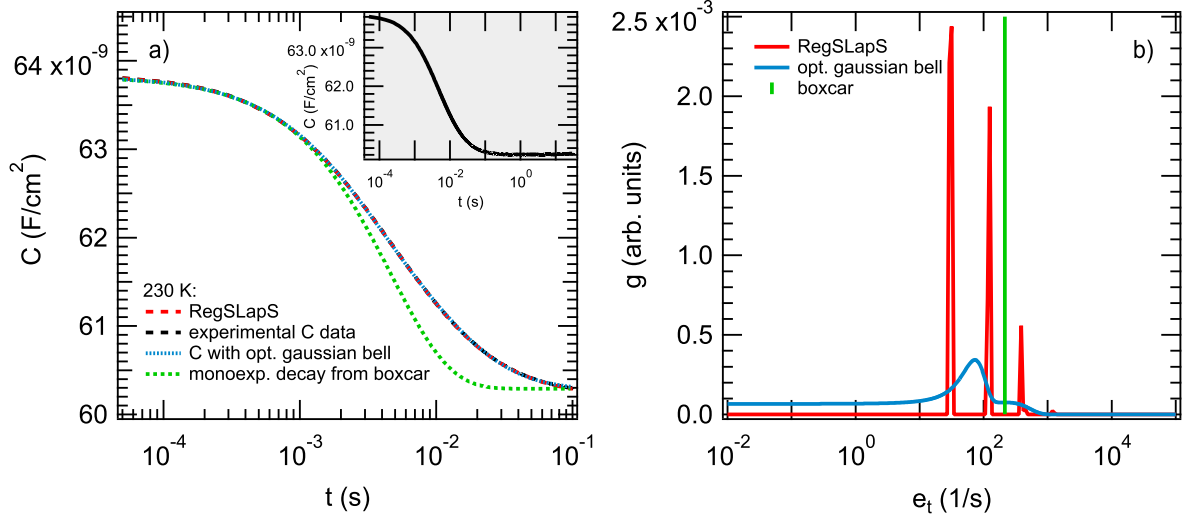 a)
64 x10⁻⁹
63
62
61
60
C (F/cm²)
10⁻⁴
10⁻³
10⁻²
10⁻¹
t (s)
63.0 x10⁻⁹
62.0
61.0
C (F/cm²)
10⁻⁴
10⁻²
10⁰
t (s)
230 K:
RegSLapS
experimental C data
C with opt. gaussian bell
monoexp. decay from boxcar
b)
2.5 x10⁻³
2.0
1.5
1.0
0.5
0.0
g (arb. units)
10⁻²
10⁰
10²
10⁴
eₜ (1/s)
RegSLapS
opt. gaussian bell
boxcar